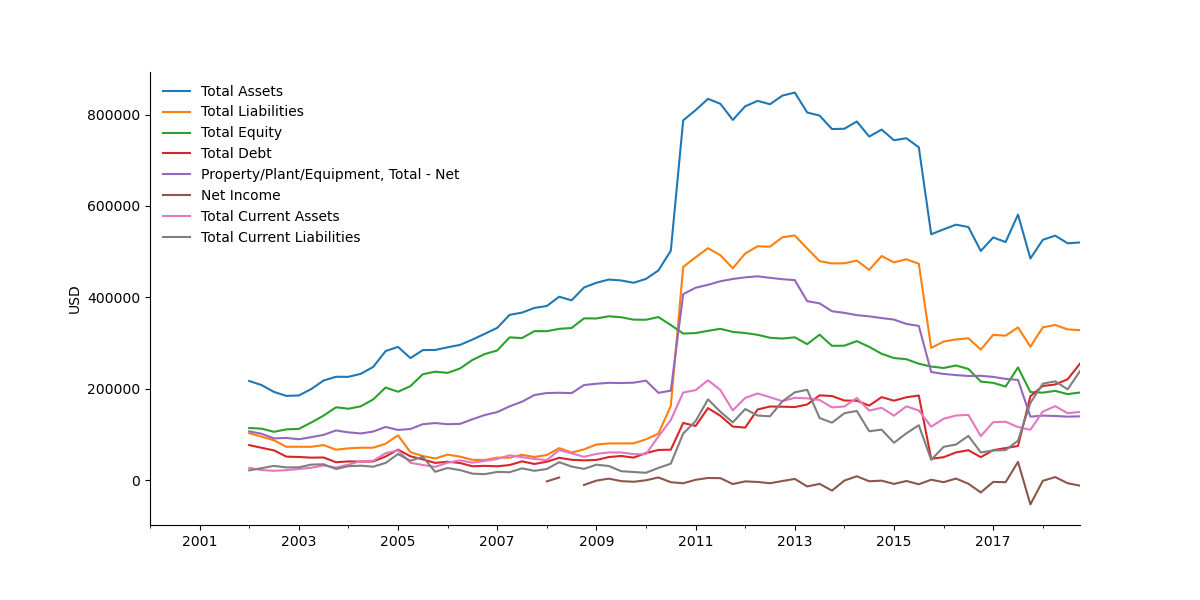 Total Assets
Total Liabilities
Total Equity
Total Debt
Property/Plant/Equipment, Total - Net
Net Income
Total Current Assets
Total Current Liabilities
USD
800000
600000
400000
200000
0
2001 2003 2005 2007 2009 2011 2013 2015 2017